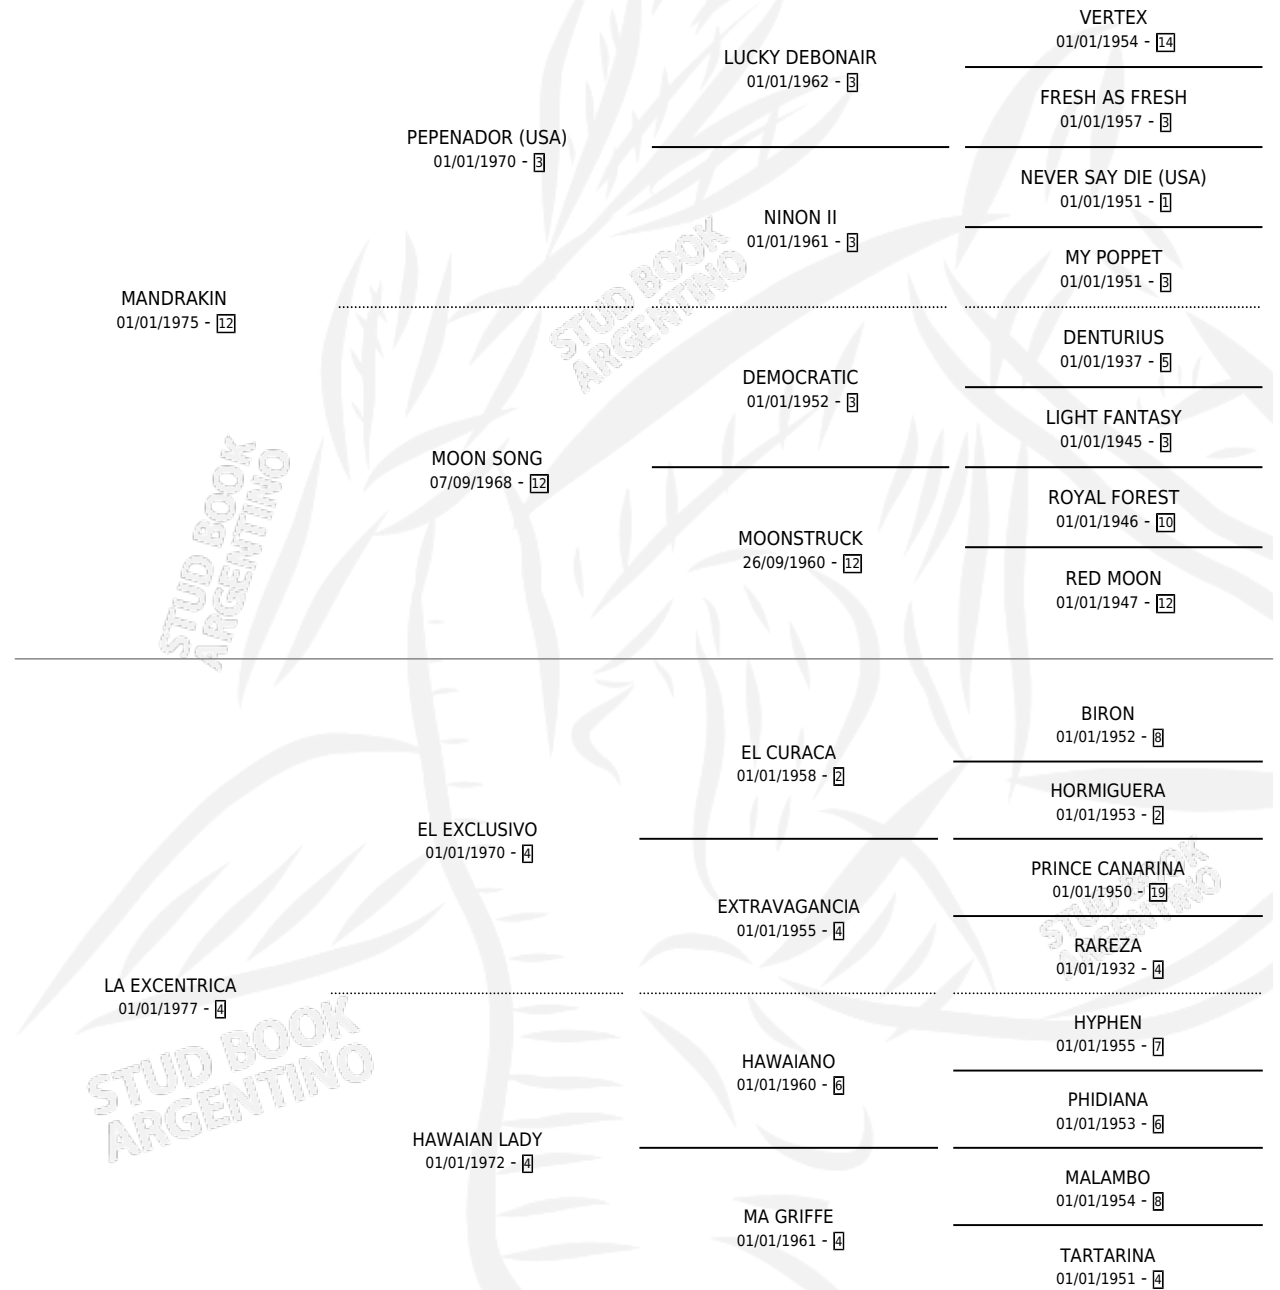 VERTEX
01/01/1954 - 14
LUCKY DEBONAIR
01/01/1962 - 3
FRESH AS FRESH
01/01/1957 - 3
PEPENADOR (USA)
01/01/1970 - 3
NEVER SAY DIE (USA)
01/01/1951 - 1
NINON II
01/01/1961 - 3
MY POPPET
01/01/1951 - 3
MANDRAKIN
01/01/1975 - 12
DENTURIUS
01/01/1937 - 5
DEMOCRATIC
01/01/1952 - 3
LIGHT FANTASY
01/01/1945 - 3
MOON SONG
07/09/1968 - 12
ROYAL FOREST
01/01/1946 - 10
MOONSTRUCK
26/09/1960 - 12
RED MOON
01/01/1947 - 12
BIRON
01/01/1952 - 8
EL CURACA
01/01/1958 - 2
HORMIGUERA
01/01/1953 - 2
EL EXCLUSIVO
01/01/1970 - 4
PRINCE CANARINA
01/01/1950 - 19
EXTRAVAGANCIA
01/01/1955 - 4
RAREZA
01/01/1932 - 4
LA EXCENTRICA
01/01/1977 - 4
HYPHEN
01/01/1955 - 7
HAWAIANO
01/01/1960 - 6
PHIDIANA
01/01/1953 - 6
HAWAIAN LADY
01/01/1972 - 4
MALAMBO
01/01/1954 - 8
MA GRIFFE
01/01/1961 - 4
TARTARINA
01/01/1951 - 4
STUD BOOK
ARGENTINO
STUD BOOK
ARGENTINO
STUD BOOK
ARGENTINO
STUD BOOK
ARGENTINO